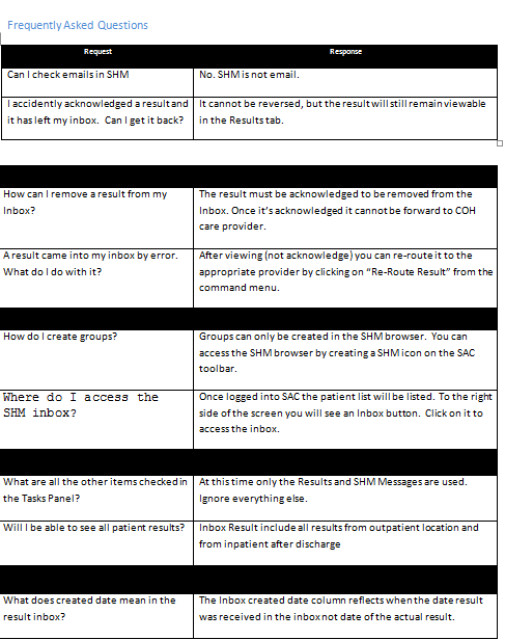 Frequently Asked Questions
Request
Response
Can I check emails in SHM
No. SHM is not email.
I accidently acknowledged a result and
it has left my inbox. Can I get it back?
It cannot be reversed, but the result will still remain viewable
in the Results tab.
How can I remove a result from my
Inbox?
The result must be acknowledged to be removed from the
Inbox. Once it's acknowledged it cannot be forward to COH
care provider.
A result came into my inbox by error.
What do I do with it?
After viewing (not acknowledge) you can re-route it to the
appropriate provider by clicking on "Re-Route Result" from the
command menu.
How do I create groups?
Groups can only be created in the SHM browser. You can
access the SHM browser by creating a SHM icon on the SAC
toolbar.
Where do I access the
SHM inbox?
Once logged into SAC the patient list will be listed. To the right
side of the screen you will see an Inbox button. Click on it to
access the inbox.
What are all the other items checked in
the Tasks Panel?
At this time only the Results and SHM Messages are used.
Ignore everything else.
Will I be able to see all patient results?
Inbox Result include all results from outpatient location and
from inpatient after discharge
What does created date mean in the
result inbox?
The Inbox created date column reflects when the date result
was received in the inbox not date of the actual result.